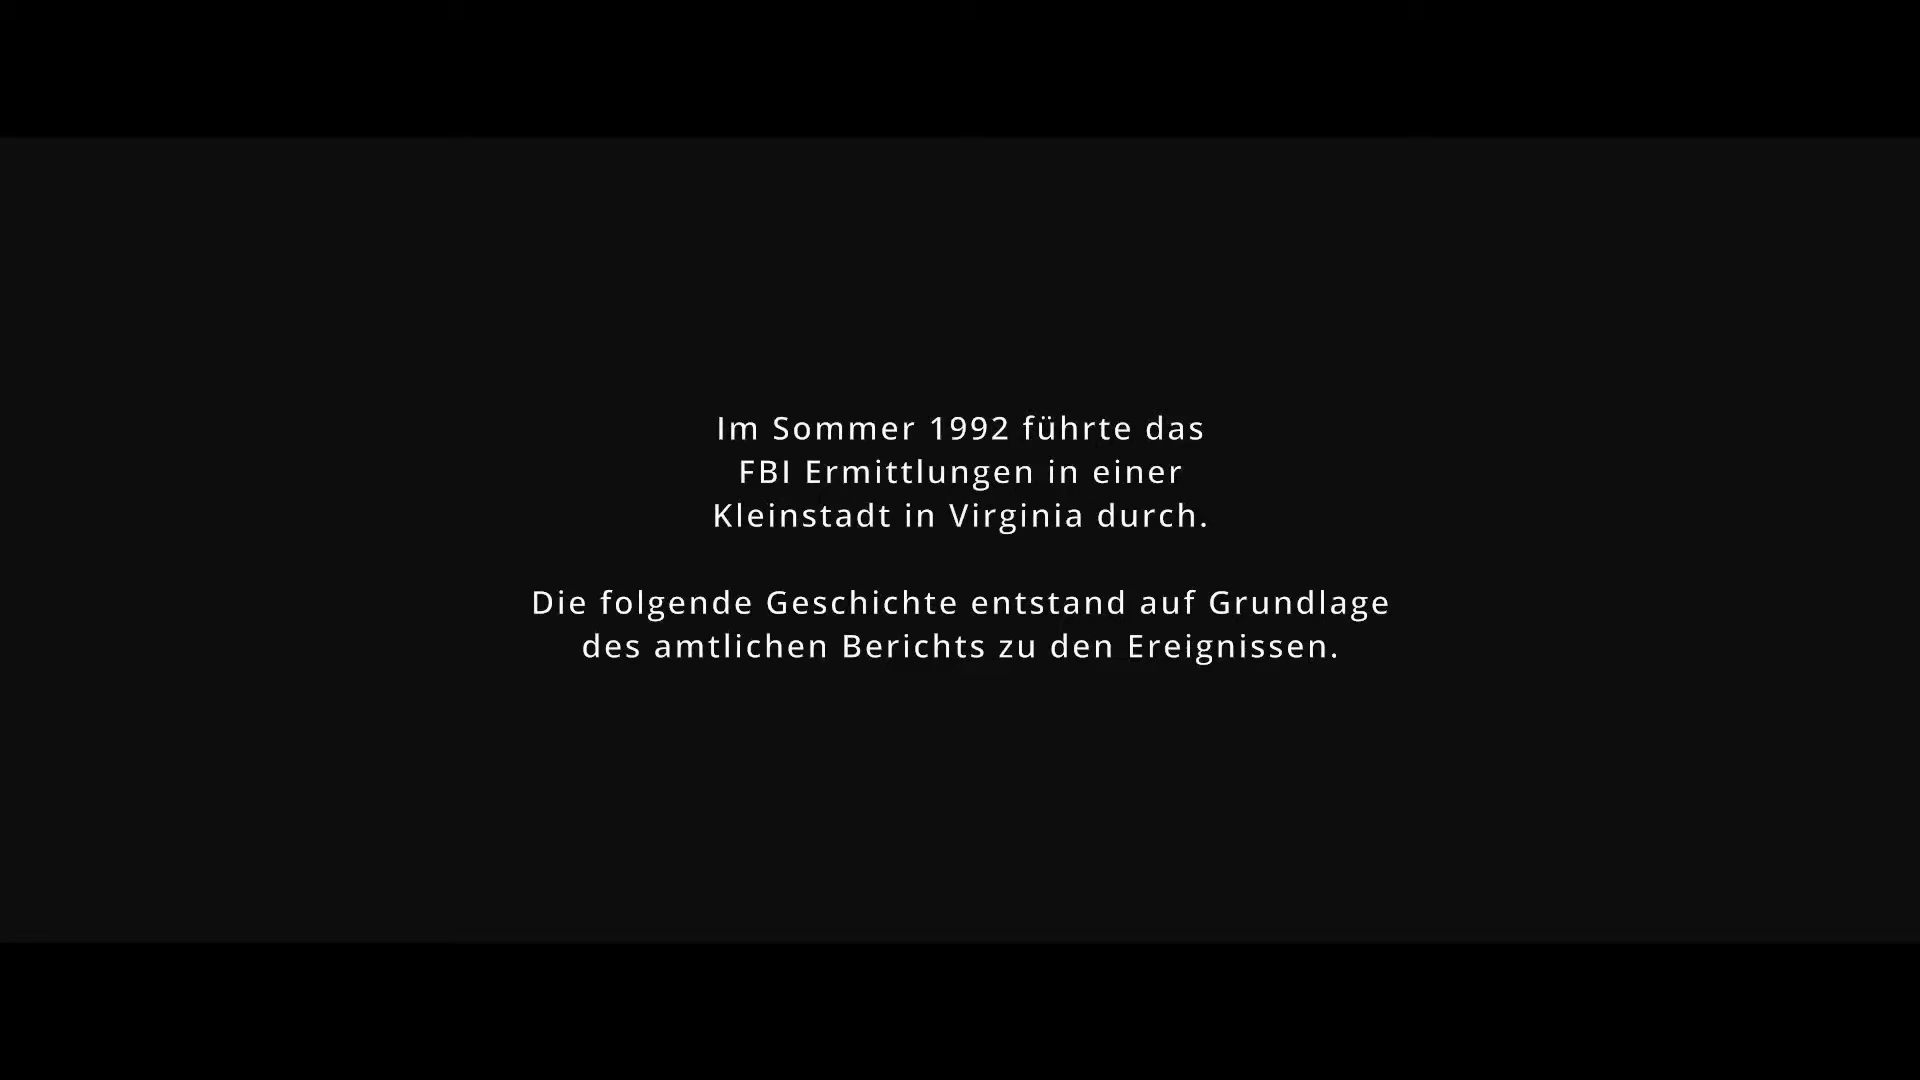 Im Sommer 1992 führte das
FBI Ermittlungen in einer
Kleinstadt in Virginia durch.
Die folgende Geschichte entstand auf Grundlage
des amtlichen Berichts zu den Ereignissen.